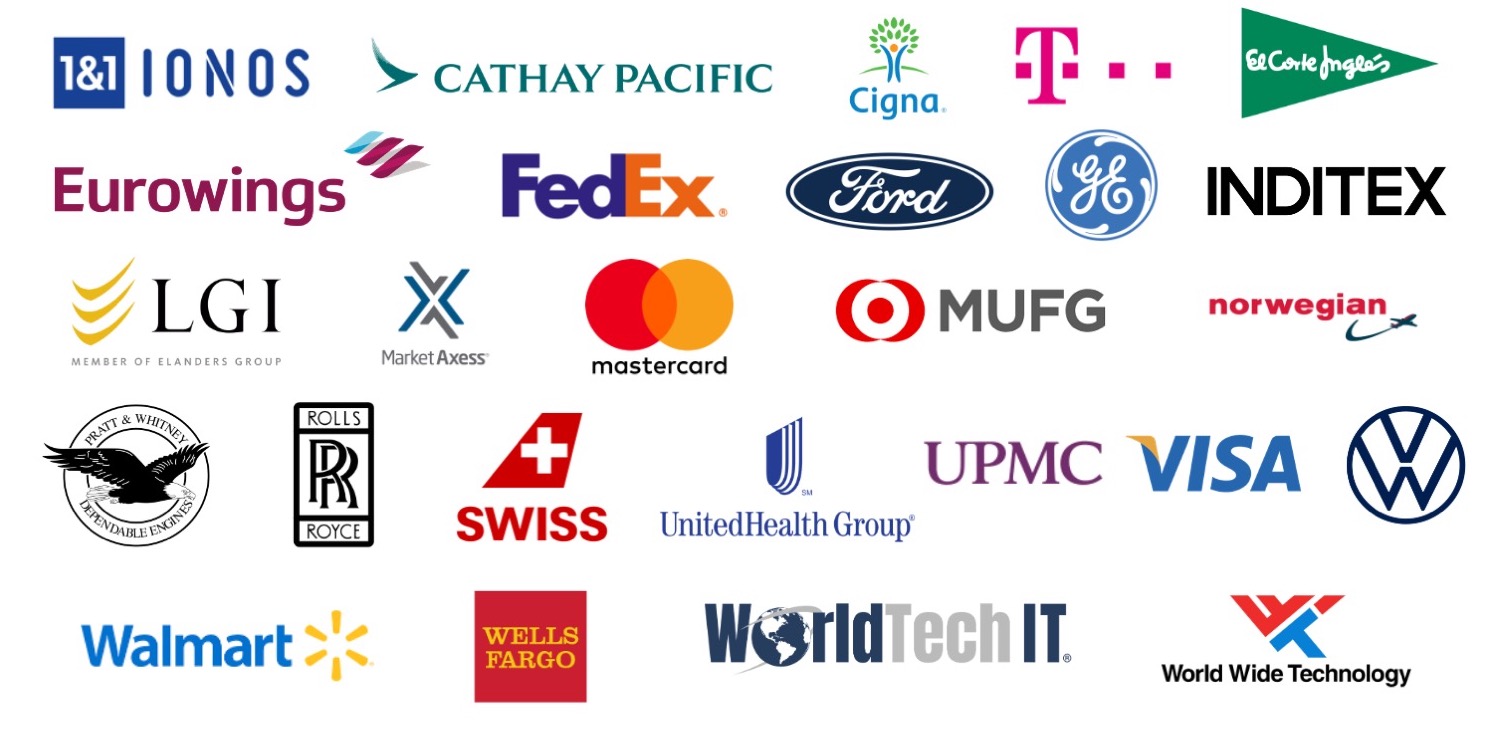 1&1 IONOS
CATHAY PACIFIC
Cigna®
T
El Corte Inglés
Eurowings
FedEx®
Ford
GE
INDITEX
LGI
MEMBER OF ELANDERS GROUP
MarketAxess®
mastercard
MUFG
norwegian
PRATT & WHITNEY
DEPENDABLE ENGINES
ROLLS
RR
ROYCE
SWISS
SM
UnitedHealth Group®
UPMC
VISA
VW
Walmart
WELLS
FARGO
WorldTech IT®
World Wide Technology